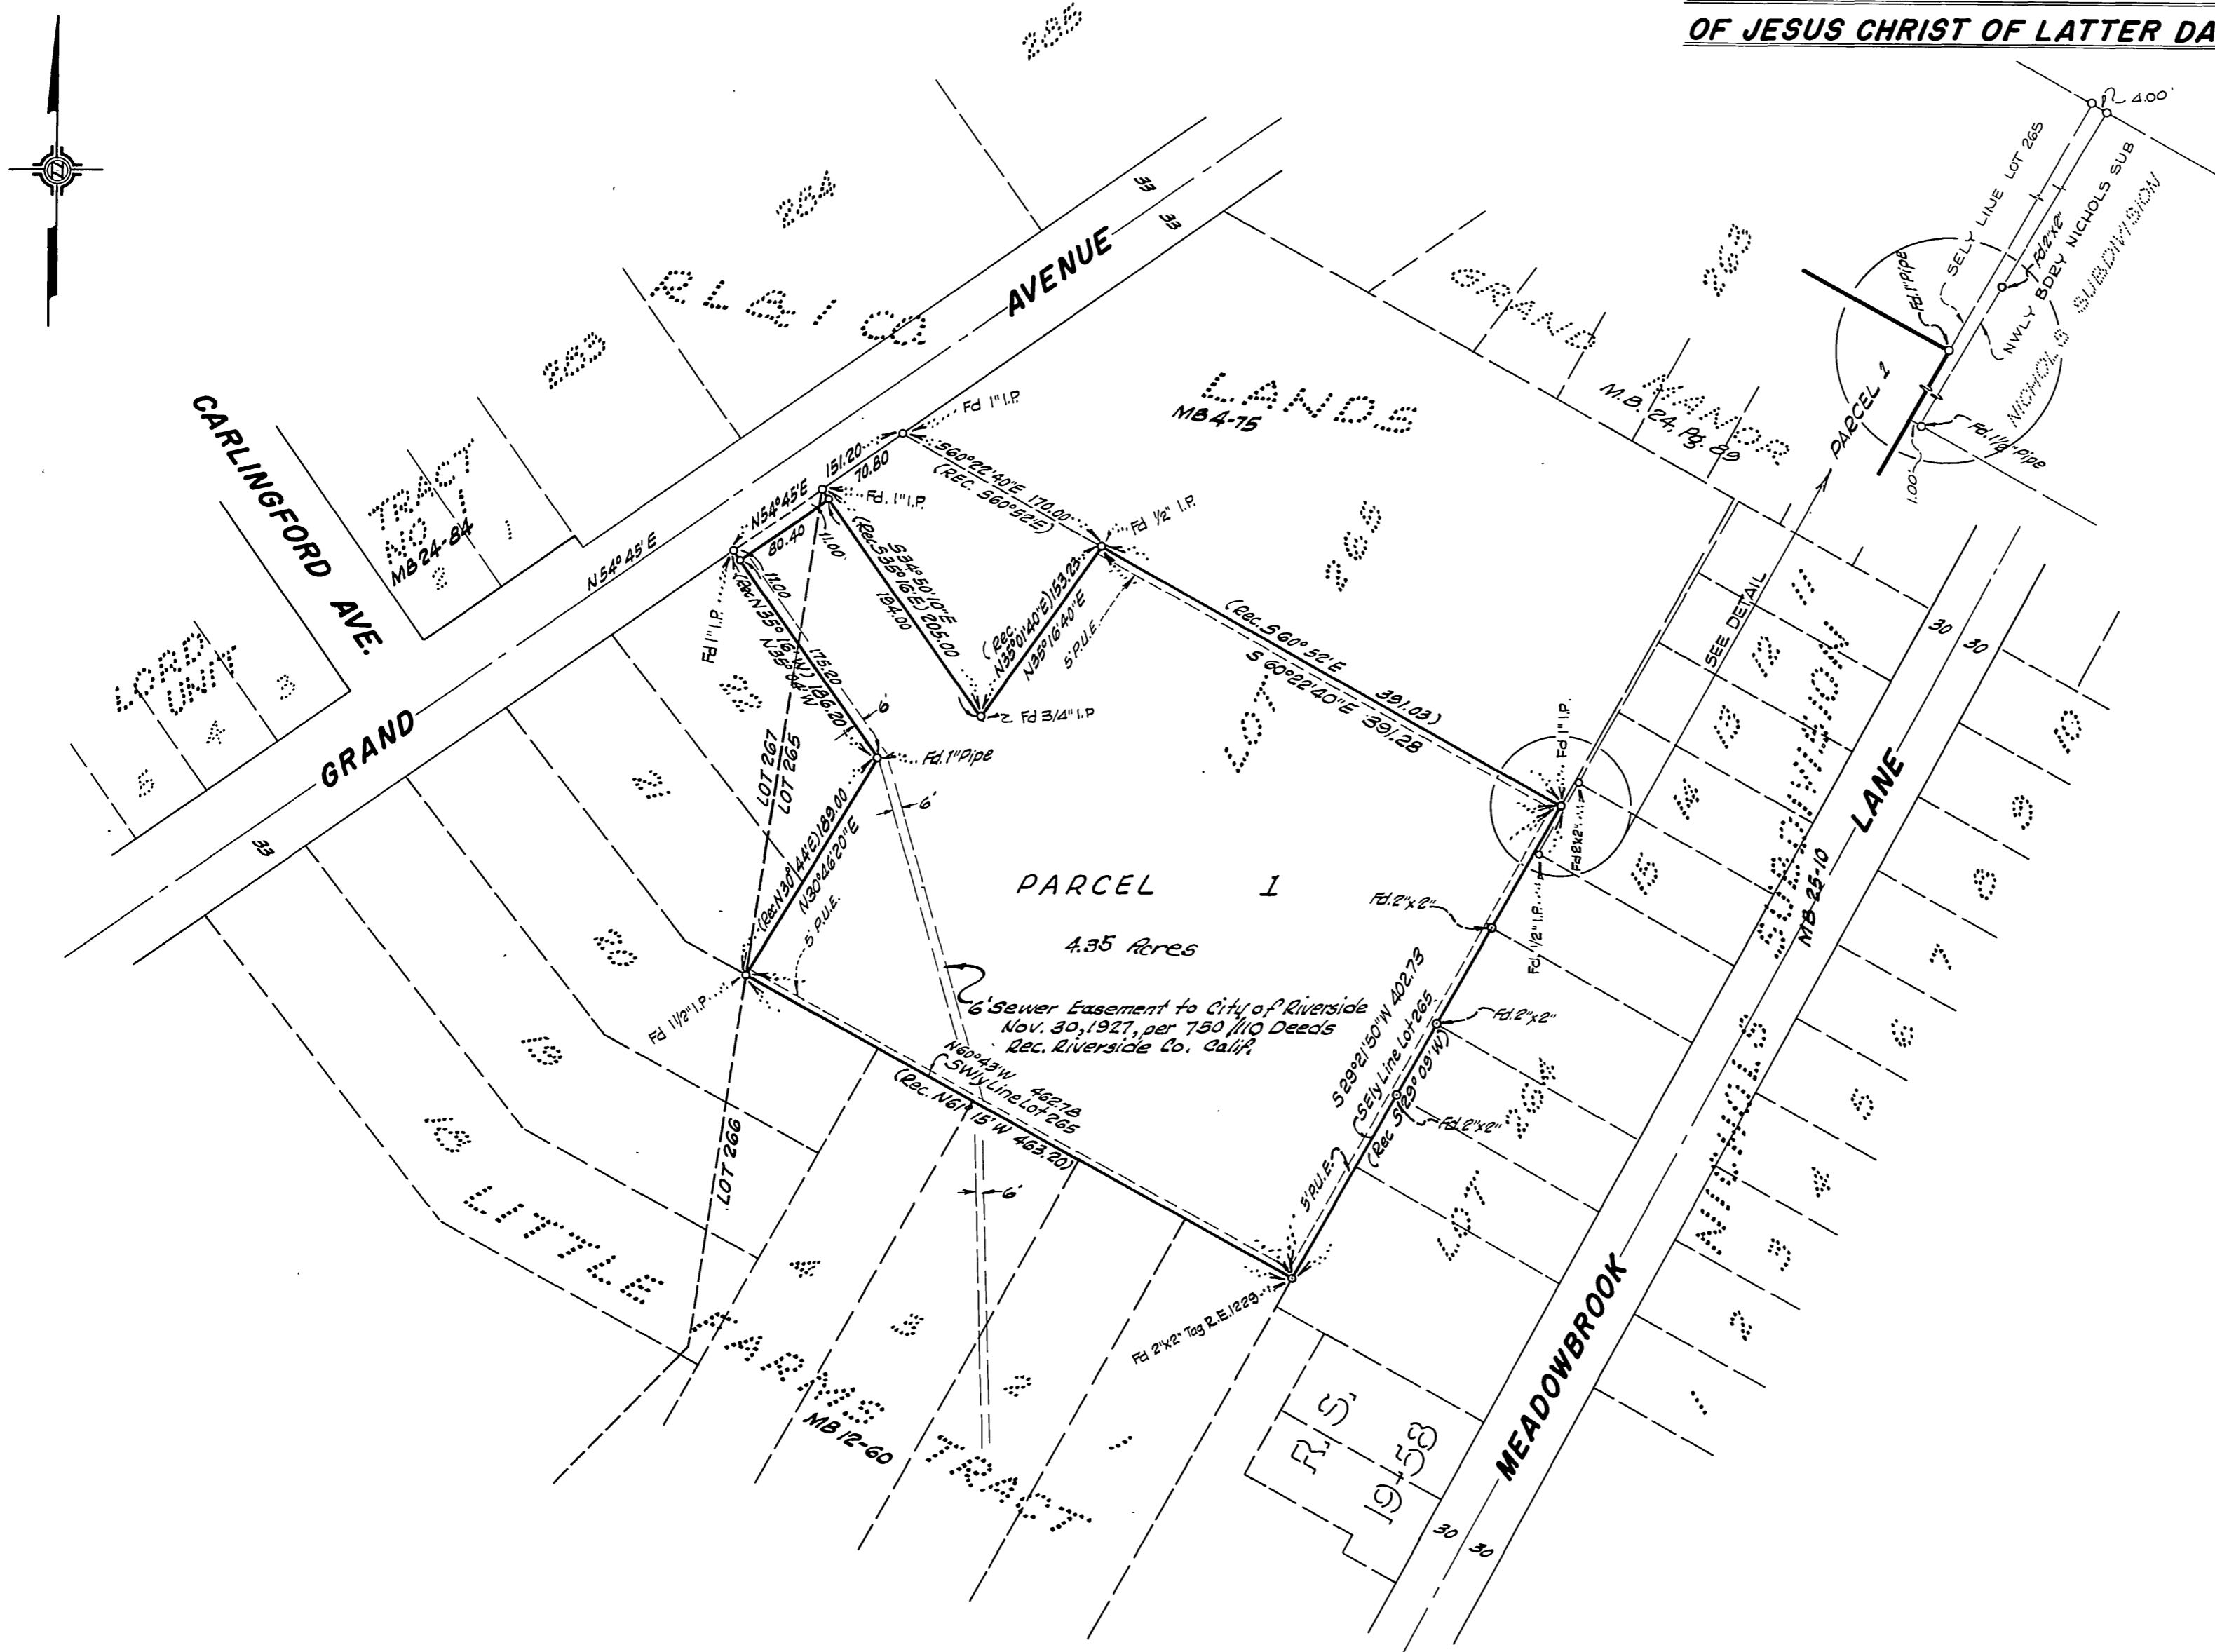 OF JESUS CHRIST OF LATTER DA
285
284
283
RLAI CO
LANDS
MB 4-75
GRAND
MANOR
M.B. 24, Pg. 89
263
4.00'
SELY LINE LOT 265
NWLY BDRY NICHOLS SUB
NICHOLS SUBDIVISION
Fd. 2"x2"
Fd. 1" Pipe
Fd. 1 1/2" Pipe
1.00'
PARCEL 1
SEE DETAIL
AVENUE
33
33
CARLINGFORD AVE.
TRACT
NO. 1
MB 24-84
2
1
LORD
UNIT
3
4
5
GRAND
33
N54°45'E
N54°45'E
151.20
70.80
80.40
11.00
11.00
Fd 1" I.P.
Fd. 1" I.P.
Fd 1" I.P.
S60°22'40"E 170.00
(REC. S60°52'E)
Fd 1/2" I.P.
S34°50'10"E
(Rec. S35°16'E) 205.00
194.00
(Rec.
N35°01'40"E) 153.23
N35°16'40"E
5' P.U.E.
Fd 3/4" I.P
175.20
(Rec N35°16'W) 186.20
N35°04'W
6'
Fd. 1" Pipe
6'
LOT 267
LOT 265
(Rec. N30°44'E) 189.00
N30°46'20"E
5' P.U.E.
Fd 1 1/2" I.P.
LOT 266
265
LOT
(Rec. S60°52'E 391.03)
S60°22'40"E 391.28
Fd 1" I.P.
Fd 2"x2"
Fd. 1/2" I.P.
Fd. 2"x2"
Fd. 2"x2"
Fd. 2"x2"
PARCEL 1
4.35 Acres
6' Sewer Easement to City of Riverside
Nov. 30, 1927, per 750/110 Deeds
Rec. Riverside Co. Calif.
N60°43'W 462.78
SWly Line Lot 265
(Rec. N61°15'W 463.20)
6'
S29°21'50"W 402.73
SEly Line Lot 265
(Rec S29°09'W)
5' P.U.E.
Fd 2"x2" Tag R.E. 1229
22
21
20
19
18
LITTLE FARMS TRACT
MB 12-60
4
3
2
1
LOT 264
R.S.
19-58
11
12
13
14
15
NICHOLS SUBDIVISION
MB 25-10
MEADOWBROOK LANE
30
30
30
30
10
9
8
7
6
5
4
3
2
1